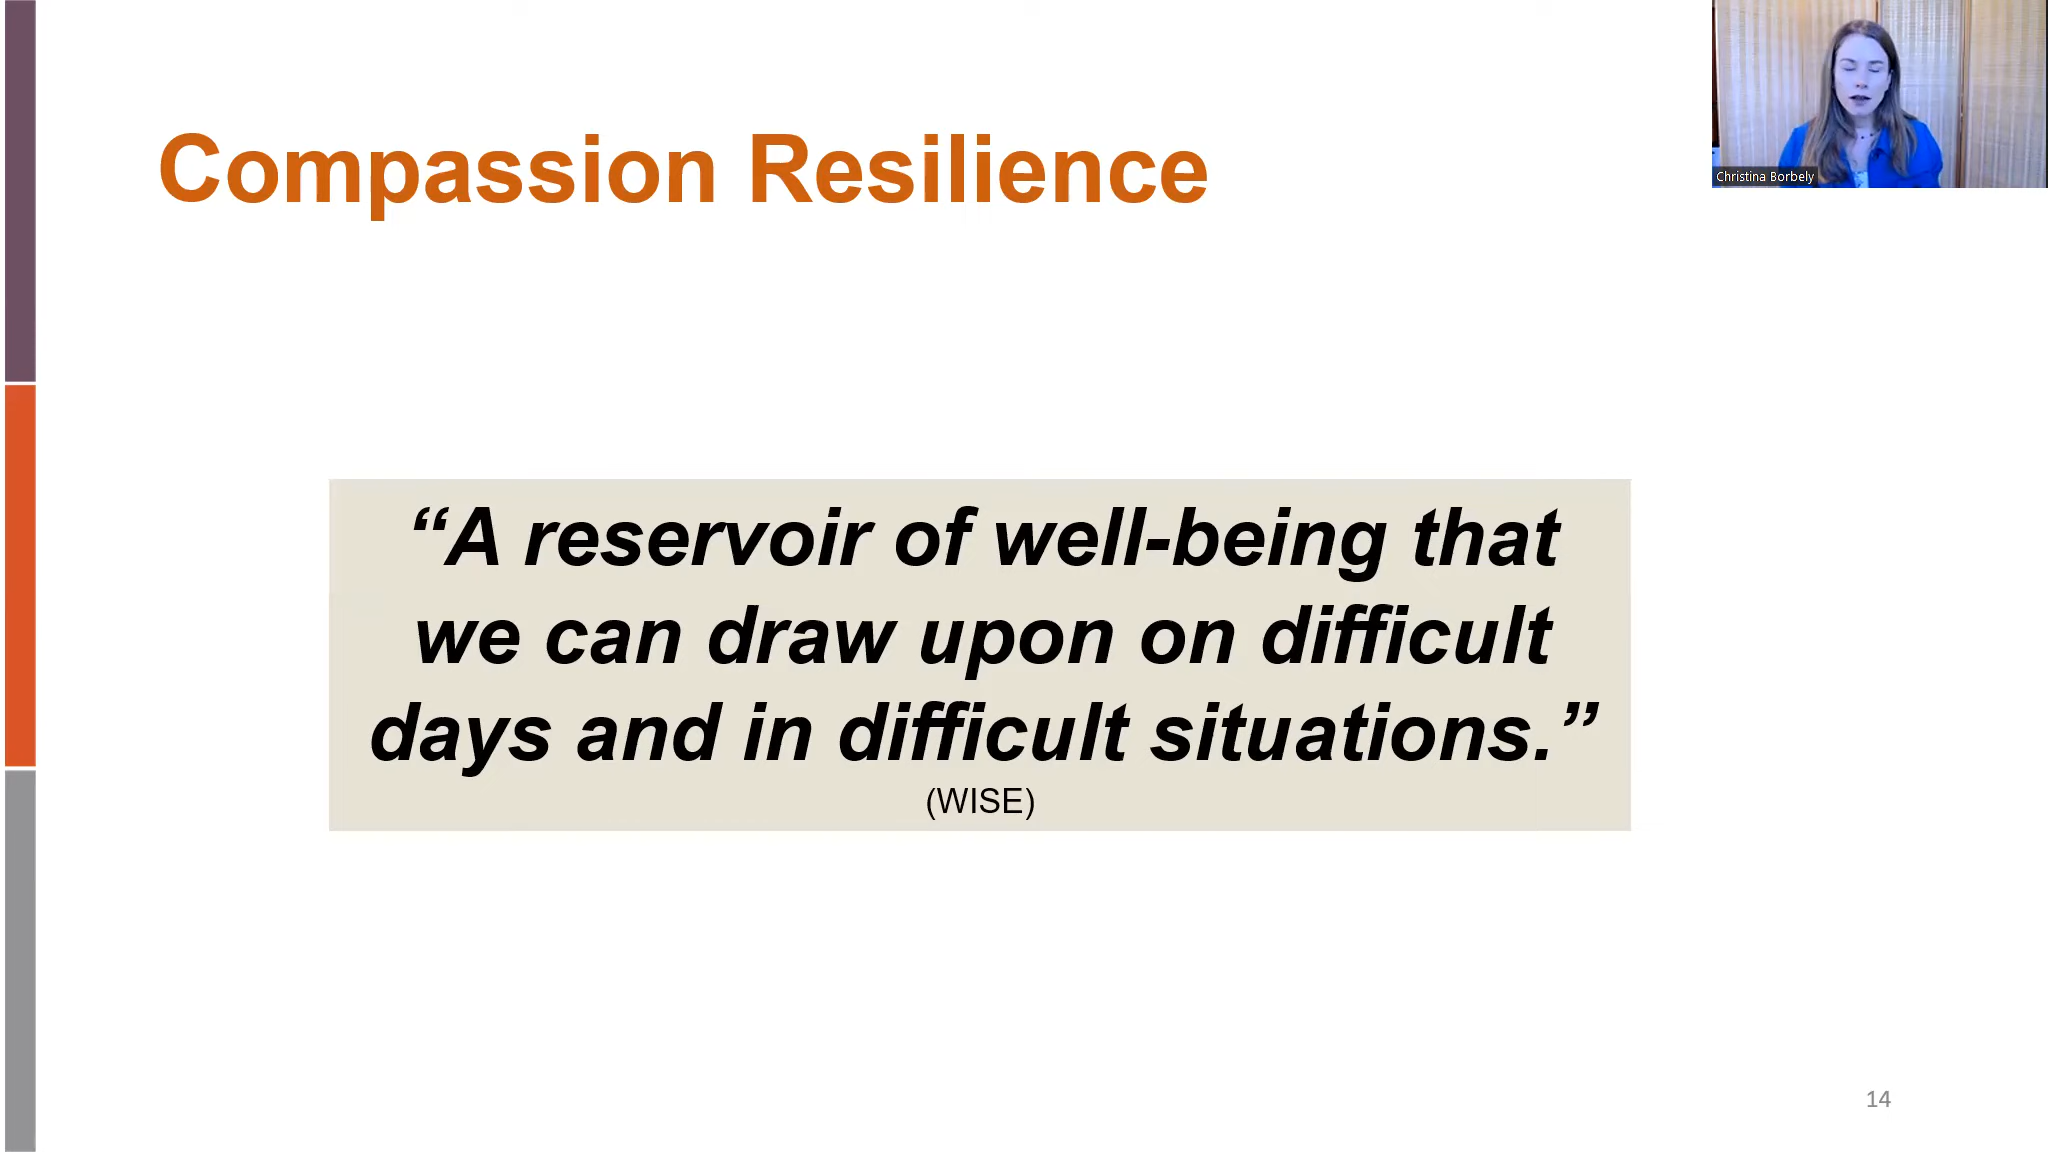 Compassion Resilience
Christina Borbely
“A reservoir of well-being that
we can draw upon on difficult
days and in difficult situations.”
(WISE)
14